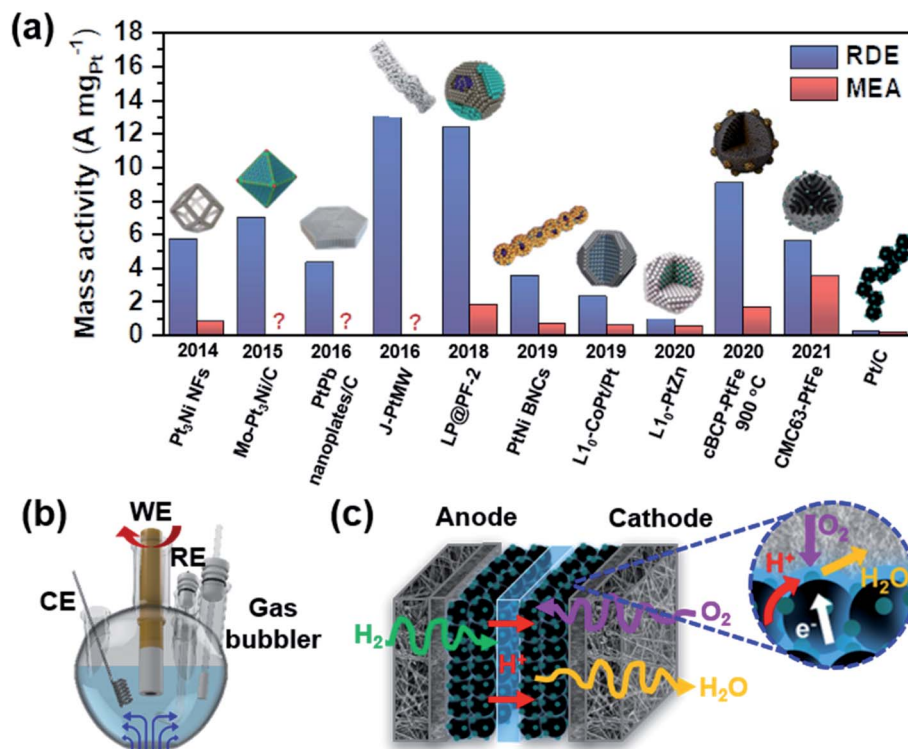 (a)
Mass activity (A mgPt⁻¹)
18
16
14
12
10
8
6
4
2
0
RDE
MEA
?
?
?
2014
2015
2016
2016
2018
2019
2019
2020
2020
2021
Pt₃Ni NFs
Mo-Pt₃Ni/C
PtPb
nanoplates/C
J-PtMW
LP@PF-2
PtNi BNCs
L1₀-CoPt/Pt
L1₀-PtZn
cBCP-PtFe
900 °C
CMC63-PtFe
Pt/C
(b)
WE
RE
CE
Gas
bubbler
(c)
Anode
Cathode
H₂
H⁺
O₂
H₂O
O₂
H⁺
H₂O
e⁻